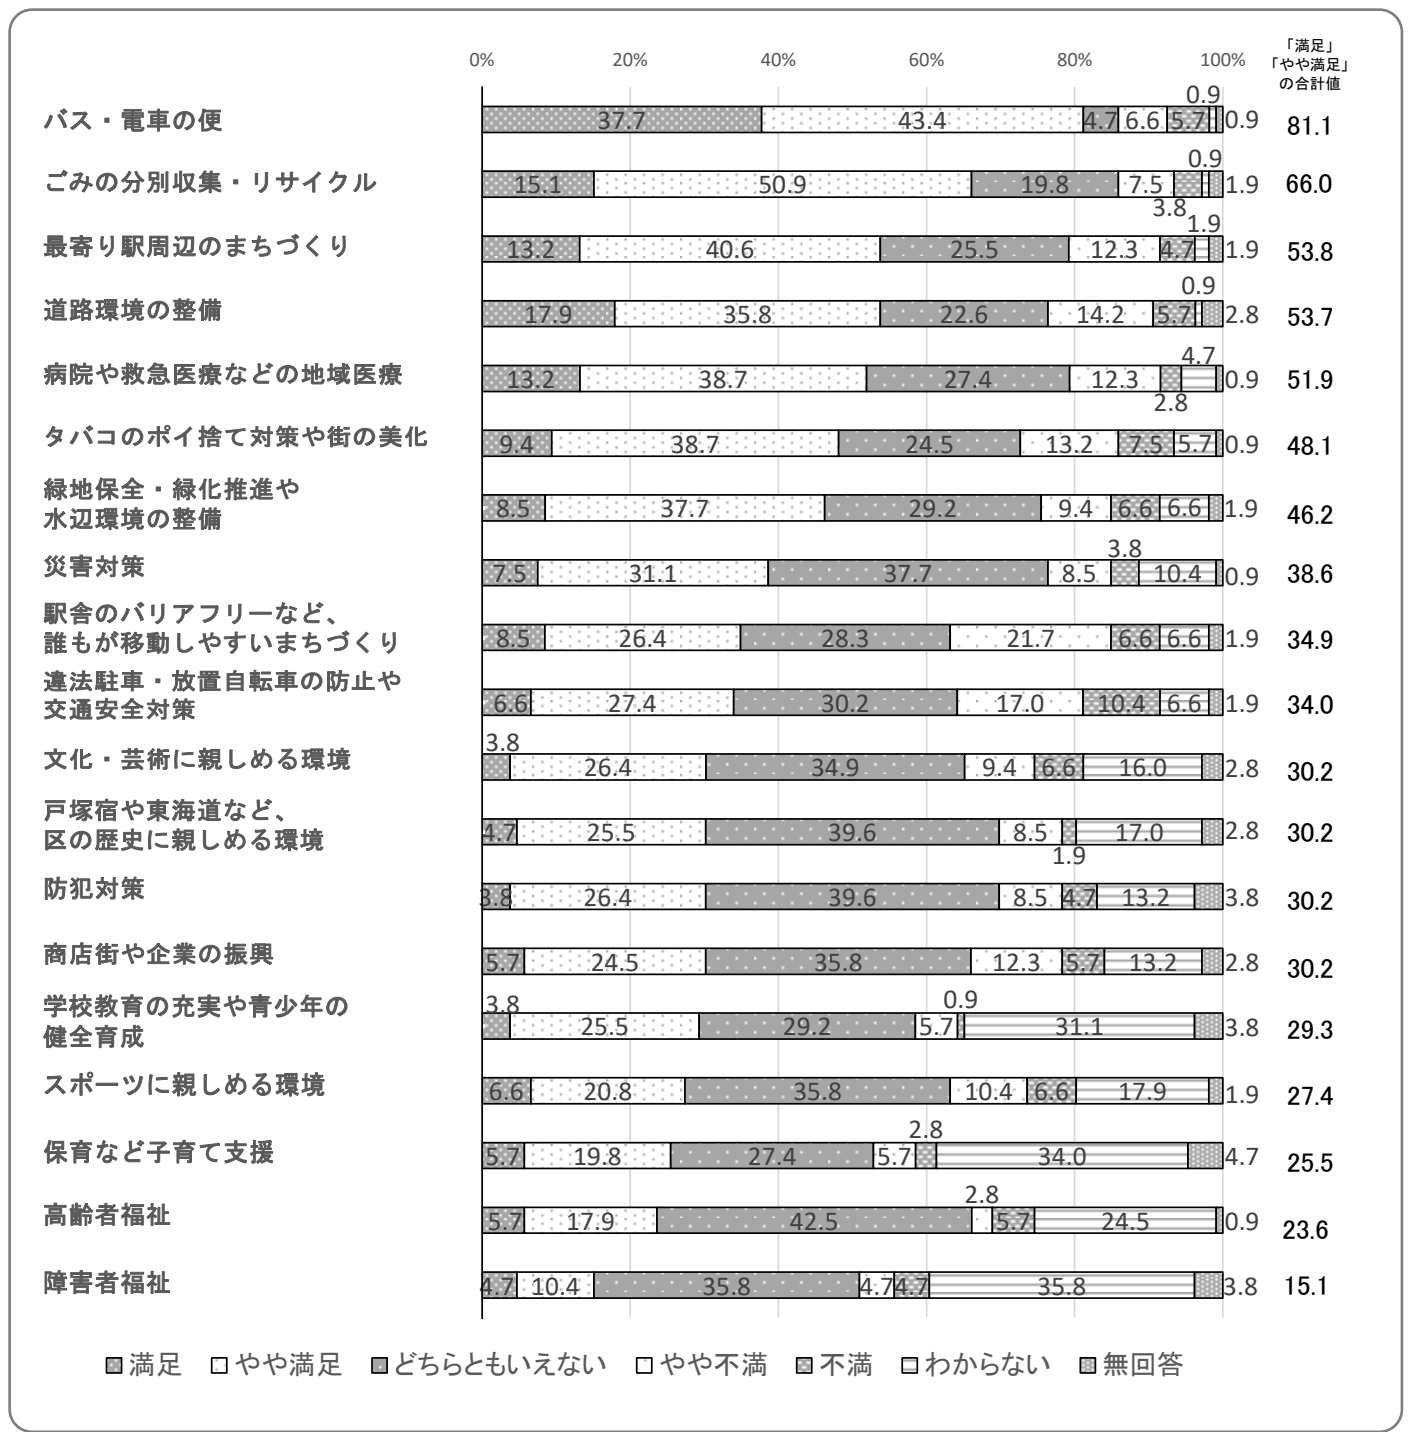 0% 20% 40% 60% 80% 100%
「満足」
「やや満足」
の合計値
バス・電車の便 37.7 43.4 4.7 6.6 5.7 0.9 0.9 81.1
ごみの分別収集・リサイクル 15.1 50.9 19.8 7.5 3.8 0.9 1.9 66.0
最寄り駅周辺のまちづくり 13.2 40.6 25.5 12.3 4.7 1.9 1.9 53.8
道路環境の整備 17.9 35.8 22.6 14.2 5.7 0.9 2.8 53.7
病院や救急医療などの地域医療 13.2 38.7 27.4 12.3 2.8 4.7 0.9 51.9
タバコのポイ捨て対策や街の美化 9.4 38.7 24.5 13.2 7.5 5.7 0.9 48.1
緑地保全・緑化推進や
水辺環境の整備 8.5 37.7 29.2 9.4 6.6 6.6 1.9 46.2
災害対策 7.5 31.1 37.7 8.5 3.8 10.4 0.9 38.6
駅舎のバリアフリーなど、
誰もが移動しやすいまちづくり 8.5 26.4 28.3 21.7 6.6 6.6 1.9 34.9
違法駐車・放置自転車の防止や
交通安全対策 6.6 27.4 30.2 17.0 10.4 6.6 1.9 34.0
文化・芸術に親しめる環境 3.8 26.4 34.9 9.4 6.6 16.0 2.8 30.2
戸塚宿や東海道など、
区の歴史に親しめる環境 4.7 25.5 39.6 8.5 1.9 17.0 2.8 30.2
防犯対策 3.8 26.4 39.6 8.5 4.7 13.2 3.8 30.2
商店街や企業の振興 5.7 24.5 35.8 12.3 5.7 13.2 2.8 30.2
学校教育の充実や青少年の
健全育成 3.8 25.5 29.2 5.7 0.9 31.1 3.8 29.3
スポーツに親しめる環境 6.6 20.8 35.8 10.4 6.6 17.9 1.9 27.4
保育など子育て支援 5.7 19.8 27.4 5.7 2.8 34.0 4.7 25.5
高齢者福祉 5.7 17.9 42.5 2.8 5.7 24.5 0.9 23.6
障害者福祉 4.7 10.4 35.8 4.7 4.7 35.8 3.8 15.1
満足 やや満足 どちらともいえない やや不満 不満 わからない 無回答